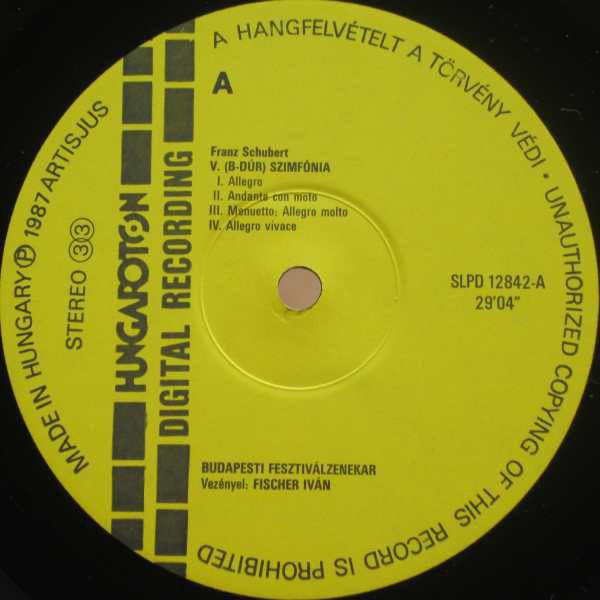 A HANGFELVÉTELT A TÖRVÉNY VÉDI • UNAUTHORIZED COPYING OF THIS RECORD IS PROHIBITED
MADE IN HUNGARY Ⓟ 1987 ARTISJUS
STEREO 33
HUNGAROTON
DIGITAL RECORDING
A
Franz Schubert
V. (B-DÚR) SZIMFÓNIA
I. Allegro
II. Andante con moto
III. Menuetto: Allegro molto
IV. Allegro vivace
SLPD 12842-A
29'04"
BUDAPESTI FESZTIVÁLZENEKAR
Vezényel: FISCHER IVÁN